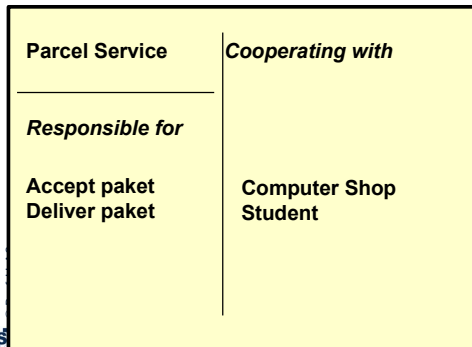 Parcel Service
Cooperating with
Responsible for
Accept paket
Deliver paket
Computer Shop
Student